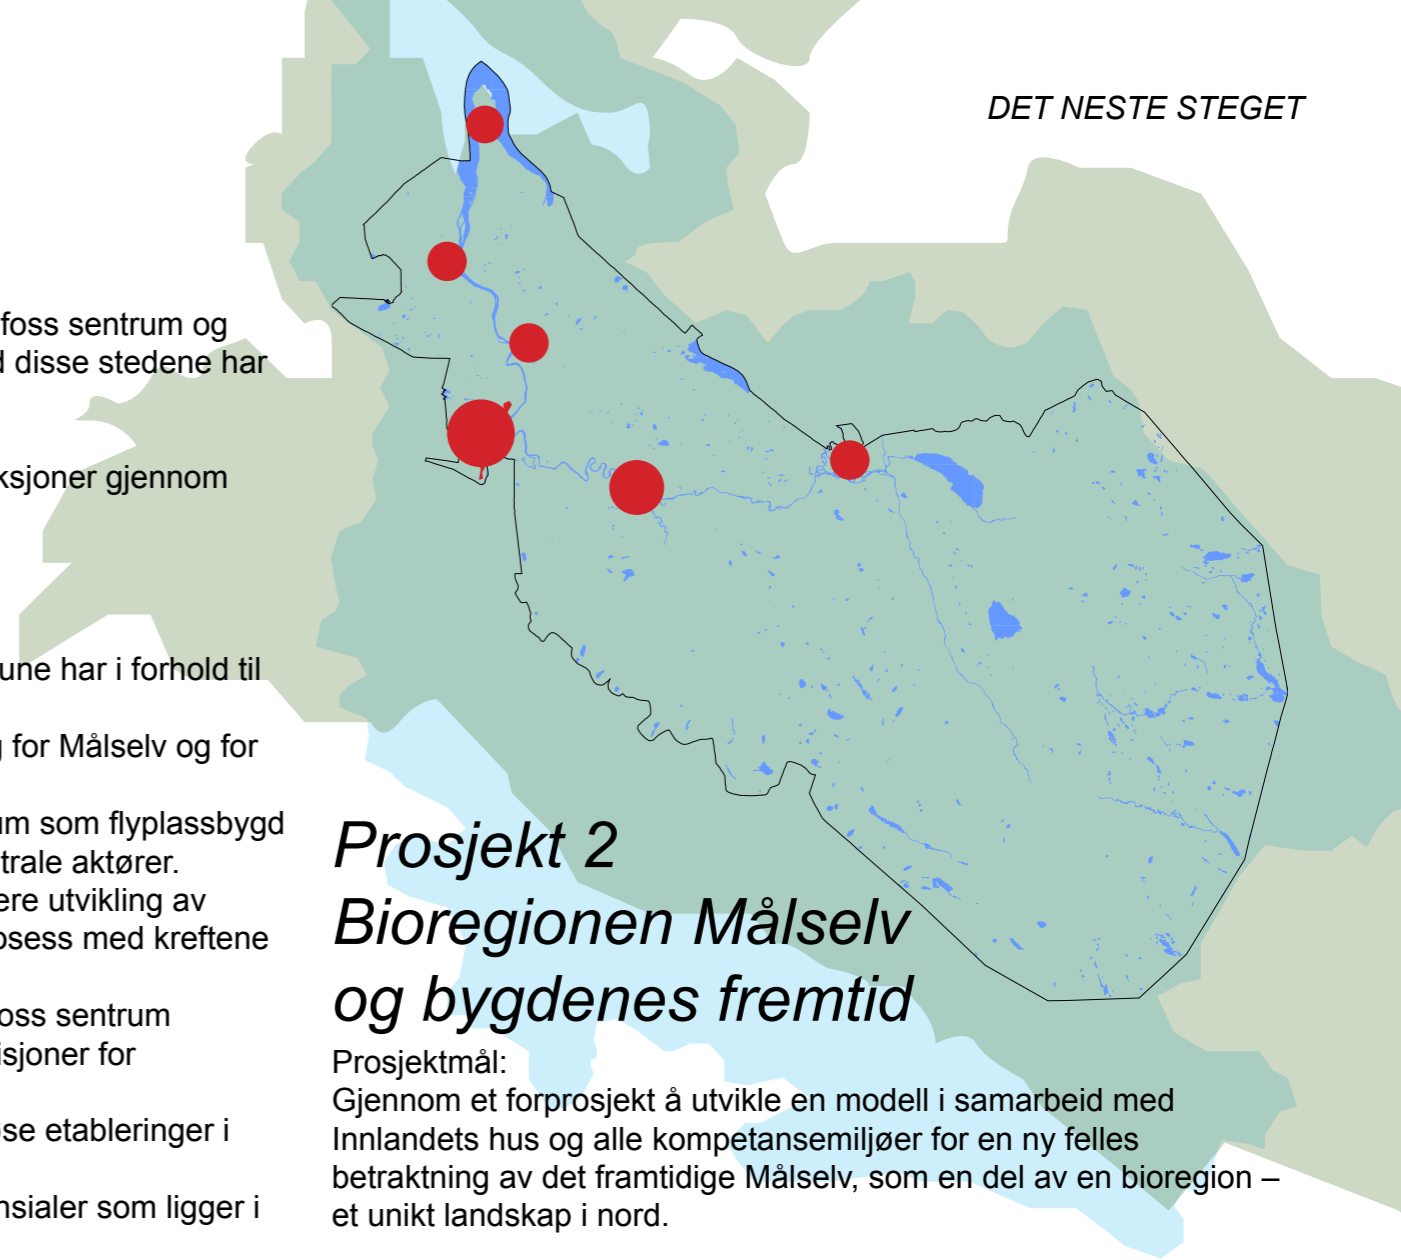 DET NESTE STEGET
foss sentrum og
disse stedene har
ksjoner gjennom
une har i forhold til
for Målselv og for
um som flyplassbygd
trale aktører.
ere utvikling av
osess med kreftene
oss sentrum
isjoner for
se etableringer i
nsialer som ligger i
Prosjekt 2
Bioregionen Målselv
og bygdenes fremtid
Prosjektmål:
Gjennom et forprosjekt å utvikle en modell i samarbeid med
Innlandets hus og alle kompetansemiljøer for en ny felles
betraktning av det framtidige Målselv, som en del av en bioregion –
et unikt landskap i nord.